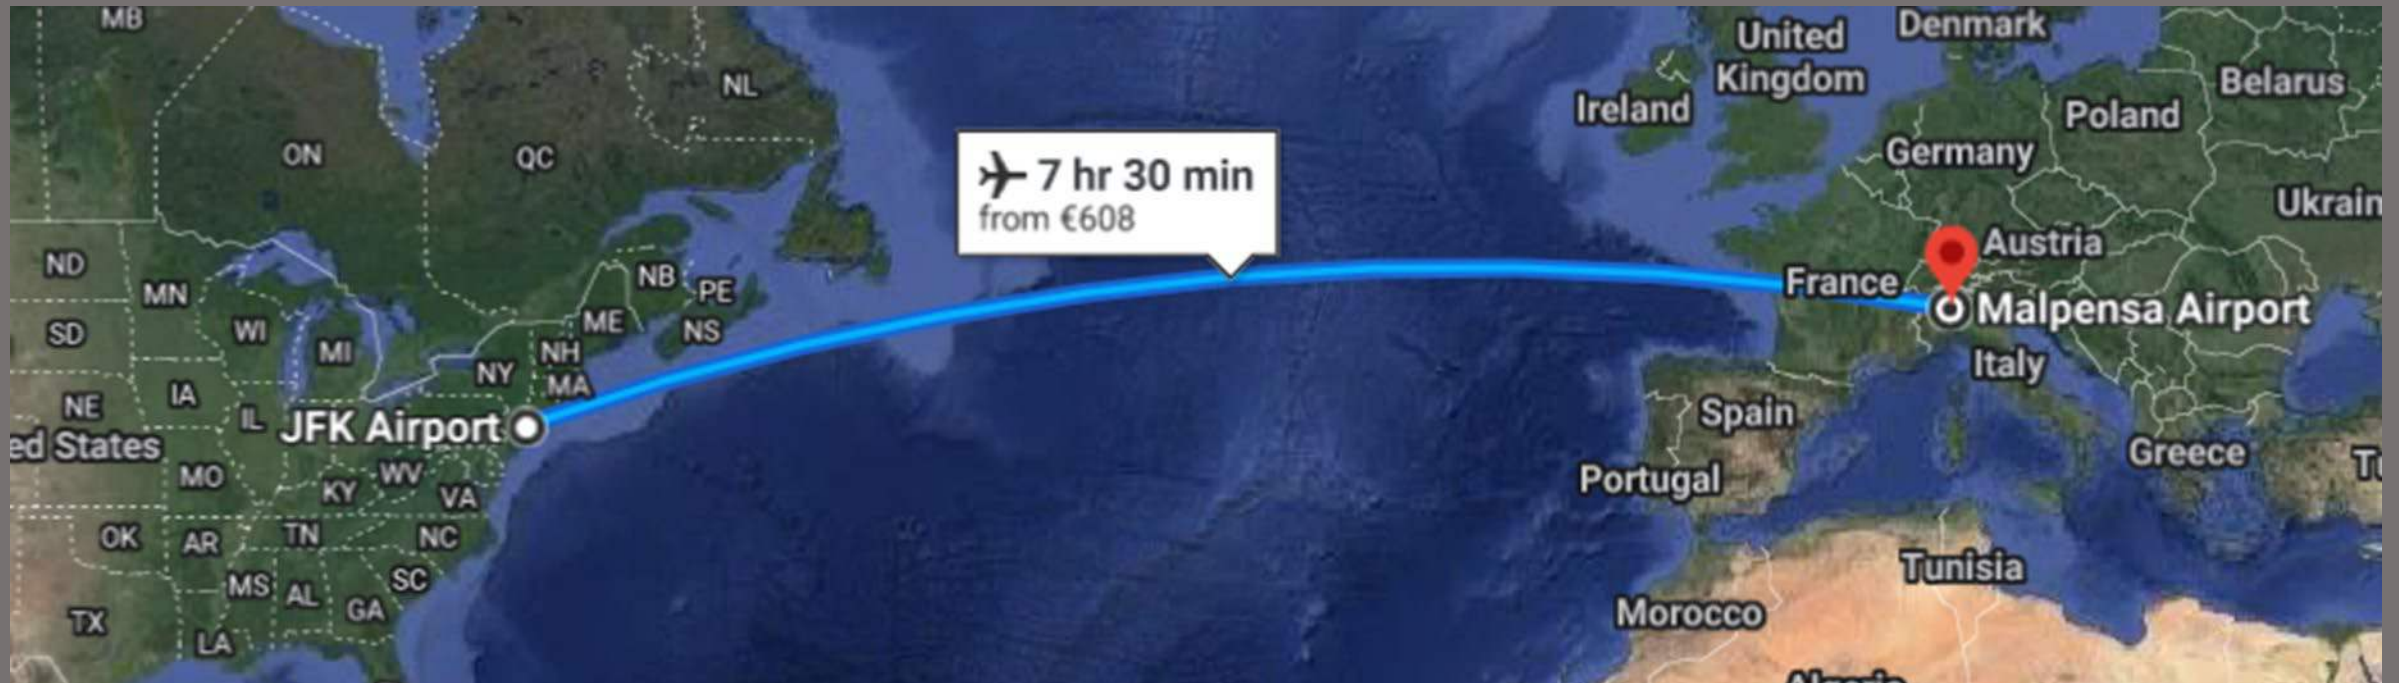 MB
Denmark
United
Kingdom
Belarus
NL
Ireland
Poland
ON
QC
Germany
7 hr 30 min
from €608
Austria
ND
MN
NB
PE
France
Malpensa Airport
SD
WI
MI
ME
NS
NH
NY
MA
Italy
NE
IA
IL
JFK Airport
Spain
ed States
Greece
MO
WV
KY
VA
Portugal
OK
AR
TN
NC
Tunisia
MS
AL
SC
GA
Morocco
TX
LA
Ukrain